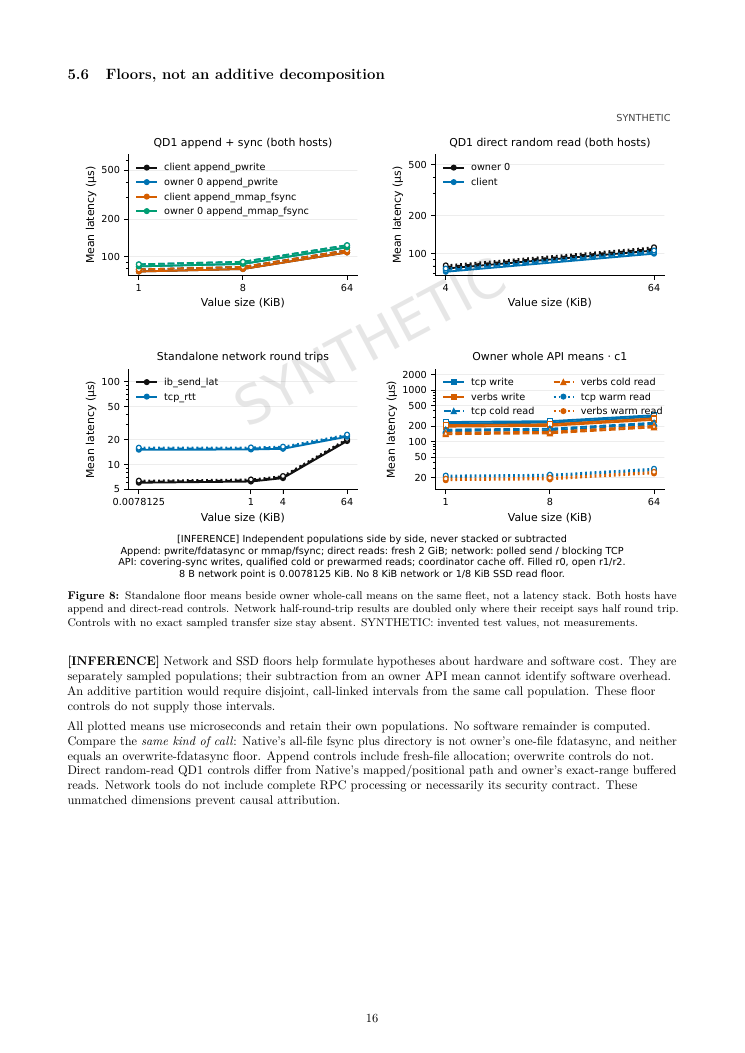 5.6 Floors, not an additive decomposition
SYNTHETIC
QD1 append + sync (both hosts)
500
200
100
Mean latency (µs)
client append_pwrite
owner 0 append_pwrite
client append_mmap_fsync
owner 0 append_mmap_fsync
1 8 64
Value size (KiB)
QD1 direct random read (both hosts)
500
200
100
Mean latency (µs)
owner 0
client
4 64
Value size (KiB)
SYNTHETIC
Standalone network round trips
100
50
20
10
5
Mean latency (µs)
ib_send_lat
tcp_rtt
0.0078125 1 4 64
Value size (KiB)
Owner whole API means · c1
2000
1000
500
200
100
50
20
Mean latency (µs)
tcp write
verbs write
tcp cold read
verbs cold read
tcp warm read
verbs warm read
1 8 64
Value size (KiB)
[INFERENCE] Independent populations side by side, never stacked or subtracted
Append: pwrite/fdatasync or mmap/fsync; direct reads: fresh 2 GiB; network: polled send / blocking TCP
API: covering-sync writes, qualified cold or prewarmed reads; coordinator cache off. Filled r0, open r1/r2.
8 B network point is 0.0078125 KiB. No 8 KiB network or 1/8 KiB SSD read floor.
Figure 8: Standalone floor means beside owner whole-call means on the same fleet, not a latency stack. Both hosts have
append and direct-read controls. Network half-round-trip results are doubled only where their receipt says half round trip.
Controls with no exact sampled transfer size stay absent. SYNTHETIC: invented test values, not measurements.
[INFERENCE] Network and SSD floors help formulate hypotheses about hardware and software cost. They are
separately sampled populations; their subtraction from an owner API mean cannot identify software overhead.
An additive partition would require disjoint, call-linked intervals from the same call population. These floor
controls do not supply those intervals.
All plotted means use microseconds and retain their own populations. No software remainder is computed.
Compare the same kind of call: Native's all-file fsync plus directory is not owner's one-file fdatasync, and neither
equals an overwrite-fdatasync floor. Append controls include fresh-file allocation; overwrite controls do not.
Direct random-read QD1 controls differ from Native's mapped/positional path and owner's exact-range buffered
reads. Network tools do not include complete RPC processing or necessarily its security contract. These
unmatched dimensions prevent causal attribution.
16